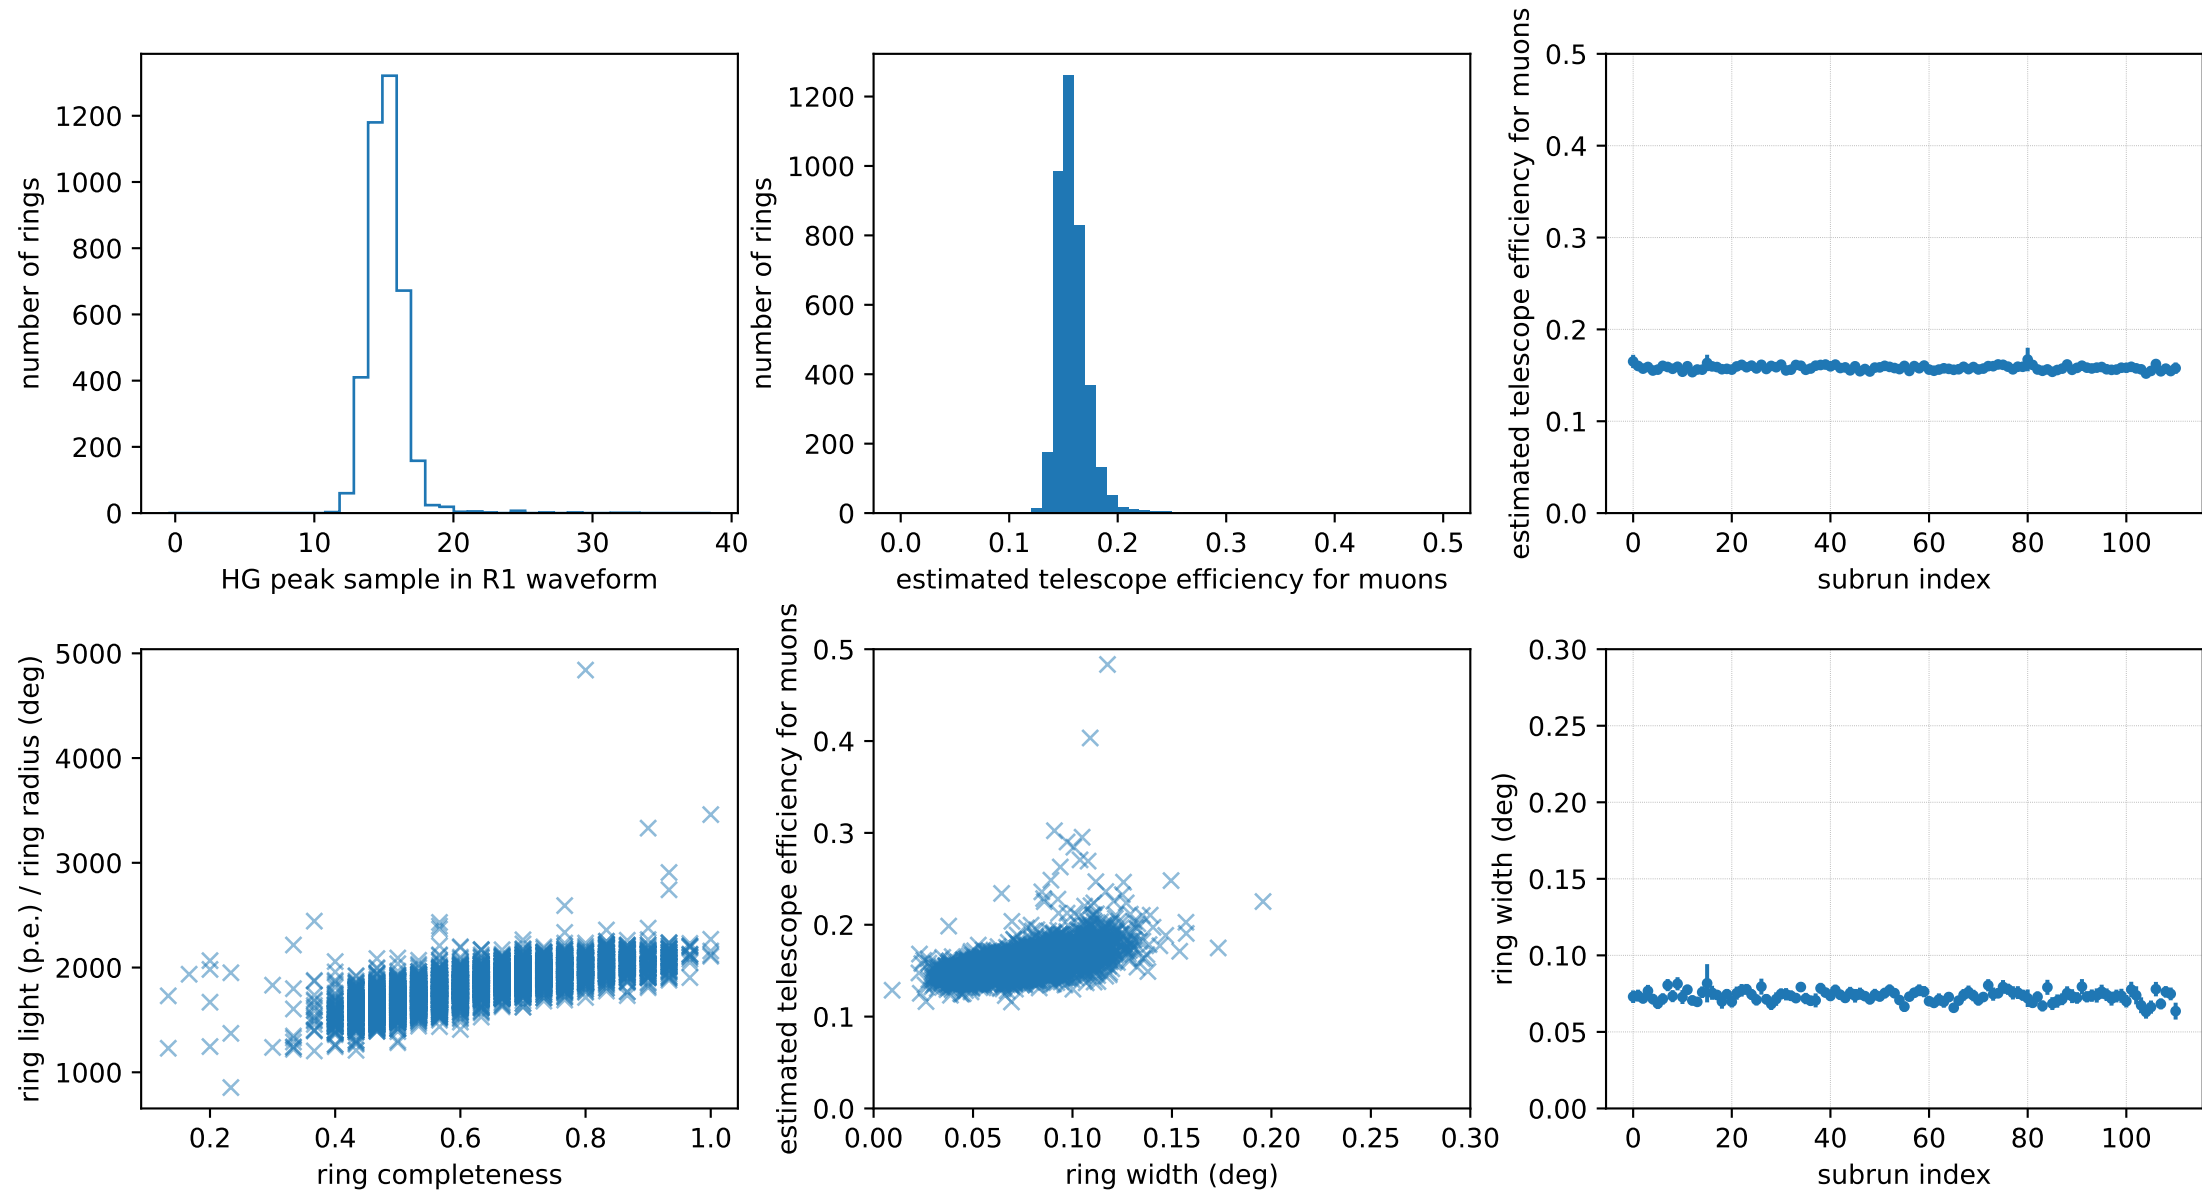 number of rings
1200
1000
800
600
400
200
0
0 10 20 30 40
HG peak sample in R1 waveform
number of rings
1200
1000
800
600
400
200
0
0.0 0.1 0.2 0.3 0.4 0.5
estimated telescope efficiency for muons
estimated telescope efficiency for muons
0.5
0.4
0.3
0.2
0.1
0.0
0 20 40 60 80 100
subrun index
ring light (p.e.) / ring radius (deg)
5000
4000
3000
2000
1000
0.2 0.4 0.6 0.8 1.0
ring completeness
estimated telescope efficiency for muons
0.5
0.4
0.3
0.2
0.1
0.0
0.00 0.05 0.10 0.15 0.20 0.25 0.30
ring width (deg)
ring width (deg)
0.30
0.25
0.20
0.15
0.10
0.05
0.00
0 20 40 60 80 100
subrun index